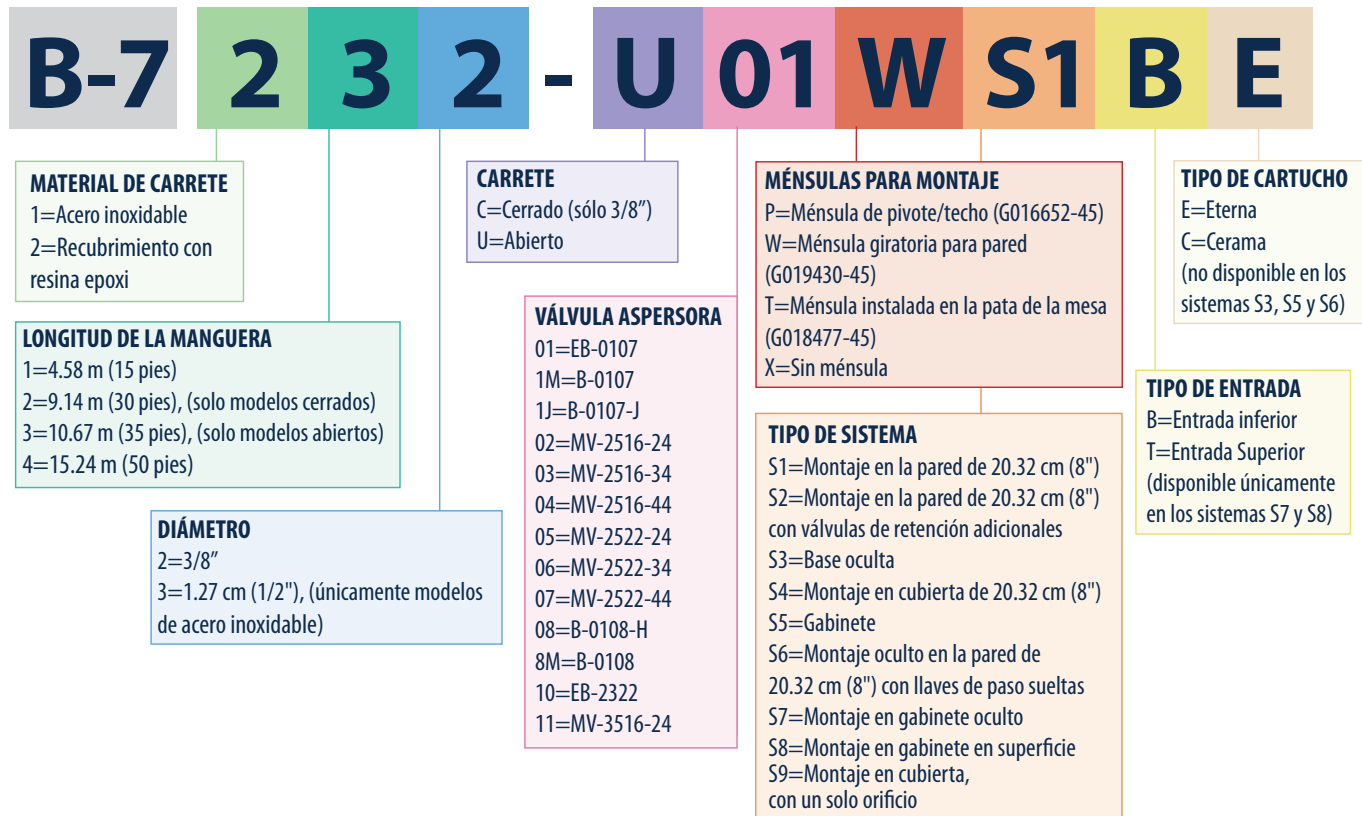 B-7 2 3 2 - U 01 W S1 B E
MATERIAL DE CARRETE
1=Acero inoxidable
2=Recubrimiento con
resina epoxi
LONGITUD DE LA MANGUERA
1=4.58 m (15 pies)
2=9.14 m (30 pies), (solo modelos cerrados)
3=10.67 m (35 pies), (solo modelos abiertos)
4=15.24 m (50 pies)
DIÁMETRO
2=3/8”
3=1.27 cm (1/2"), (únicamente modelos
de acero inoxidable)
CARRETE
C=Cerrado (sólo 3/8”)
U=Abierto
VÁLVULA ASPERSORA
01=EB-0107
1M=B-0107
1J=B-0107-J
02=MV-2516-24
03=MV-2516-34
04=MV-2516-44
05=MV-2522-24
06=MV-2522-34
07=MV-2522-44
08=B-0108-H
8M=B-0108
10=EB-2322
11=MV-3516-24
MÉNSULAS PARA MONTAJE
P=Ménsula de pivote/techo (G016652-45)
W=Ménsula giratoria para pared
(G019430-45)
T=Ménsula instalada en la pata de la mesa
(G018477-45)
X=Sin ménsula
TIPO DE SISTEMA
S1=Montaje en la pared de 20.32 cm (8")
S2=Montaje en la pared de 20.32 cm (8")
con válvulas de retención adicionales
S3=Base oculta
S4=Montaje en cubierta de 20.32 cm (8")
S5=Gabinete
S6=Montaje oculto en la pared de
20.32 cm (8") con llaves de paso sueltas
S7=Montaje en gabinete oculto
S8=Montaje en gabinete en superficie
S9=Montaje en cubierta,
con un solo orificio
TIPO DE CARTUCHO
E=Eterna
C=Cerama
(no disponible en los
sistemas S3, S5 y S6)
TIPO DE ENTRADA
B=Entrada inferior
T=Entrada Superior
(disponible únicamente
en los sistemas S7 y S8)